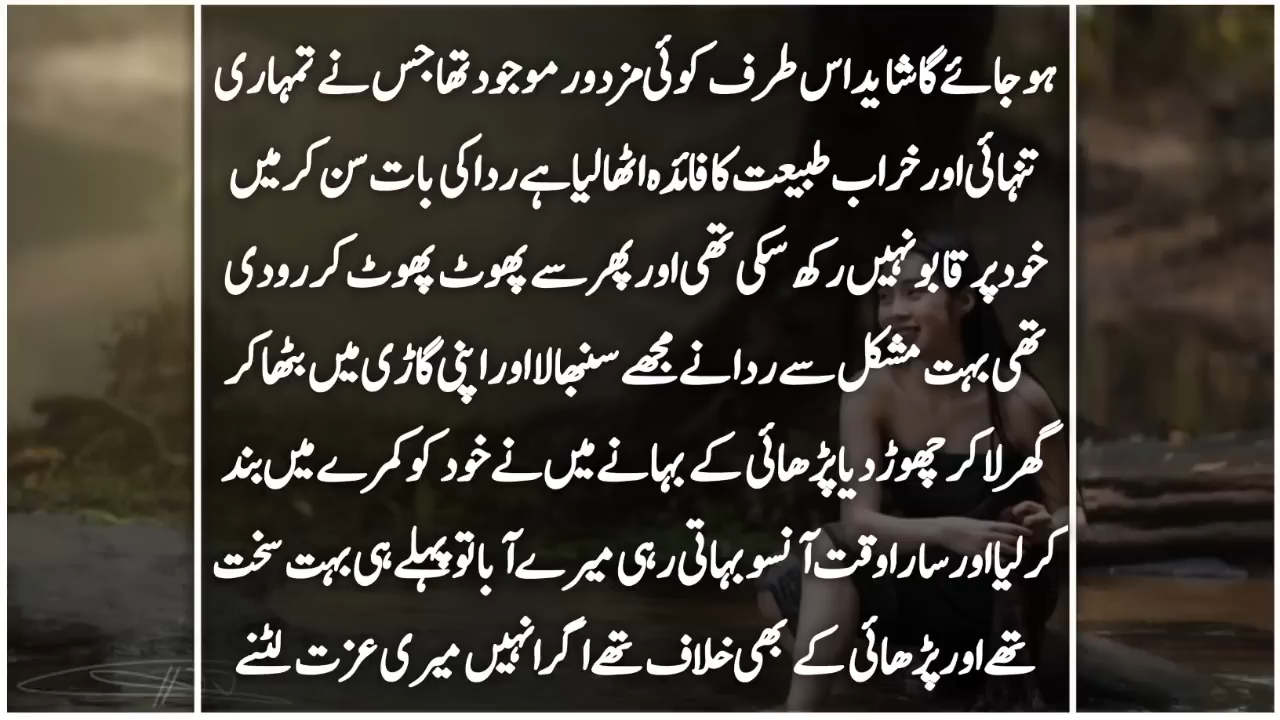 ہو جائے گا شاید اس طرف کوئی مزدور موجود تھا جس نے تمہاری
تنہائی اور خراب طبیعت کا فائدہ اٹھا لیا ہے ردا کی بات سن کر میں
خود پر قابو نہیں رکھ سکی تھی اور پھر سے پھوٹ پھوٹ کر رو دی
تھی بہت مشکل سے ردا نے مجھے سنبھالا اور اپنی گاڑی میں بٹھا کر
گھر لا کر چھوڑ دیا پڑھائی کے بہانے میں نے خود کو کمرے میں بند
کر لیا اور سارا وقت آنسو بہاتی رہی میرے آبا تو پہلے ہی بہت سخت
تھے اور پڑھائی کے بھی خلاف تھے اگر انہیں میری عزت لٹنے